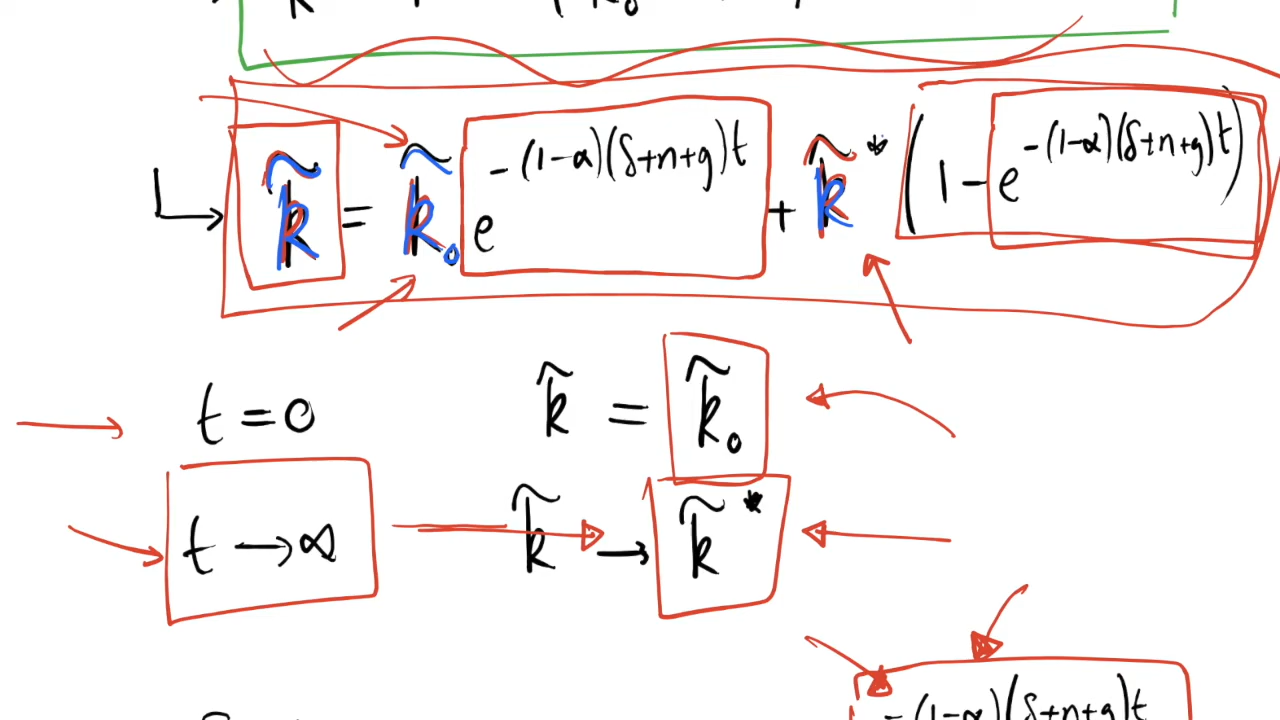 k̃ = k̃₀ e^{-(1-α)(δ+n+g)t} + k̃* (1 - e^{-(1-α)(δ+n+g)t})
t = 0 k̃ = k̃₀
t → ∞ k̃ → k̃*
-(1-α)(δ+n+g)t